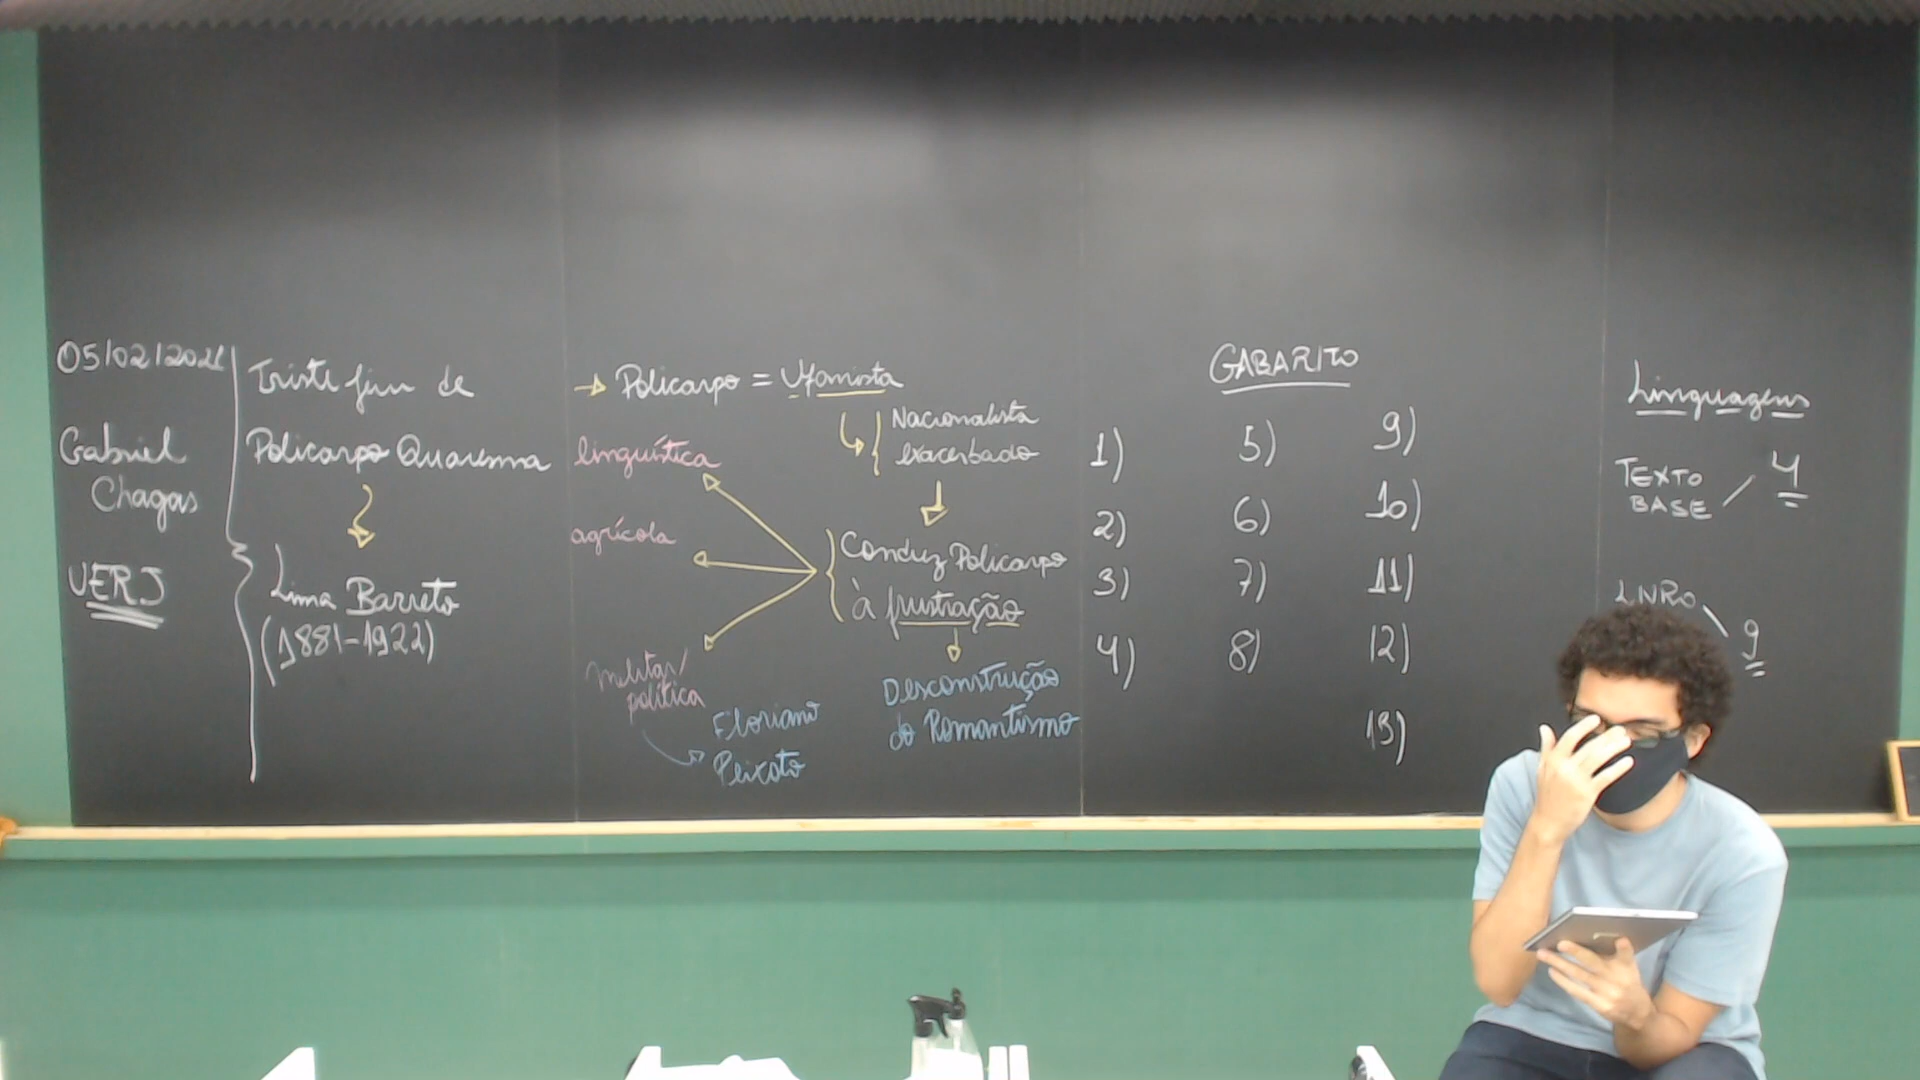 05/02/2021
Gabriel
Chagas
UERJ
Triste fim de
Policarpo Quaresma
Lima Barreto
(1881-1922)
→ Policarpo = Ufanista
Nacionalista
exacerbado
Conduz Policarpo
à frustração
Desconstrução
do Romantismo
linguística
agrícola
militar/
política
Floriano
Peixoto
GABARITO
1)
2)
3)
4)
5)
6)
7)
8)
9)
10)
11)
12)
13)
Linguagens
TEXTO
BASE / 4
LIVRO \ 9